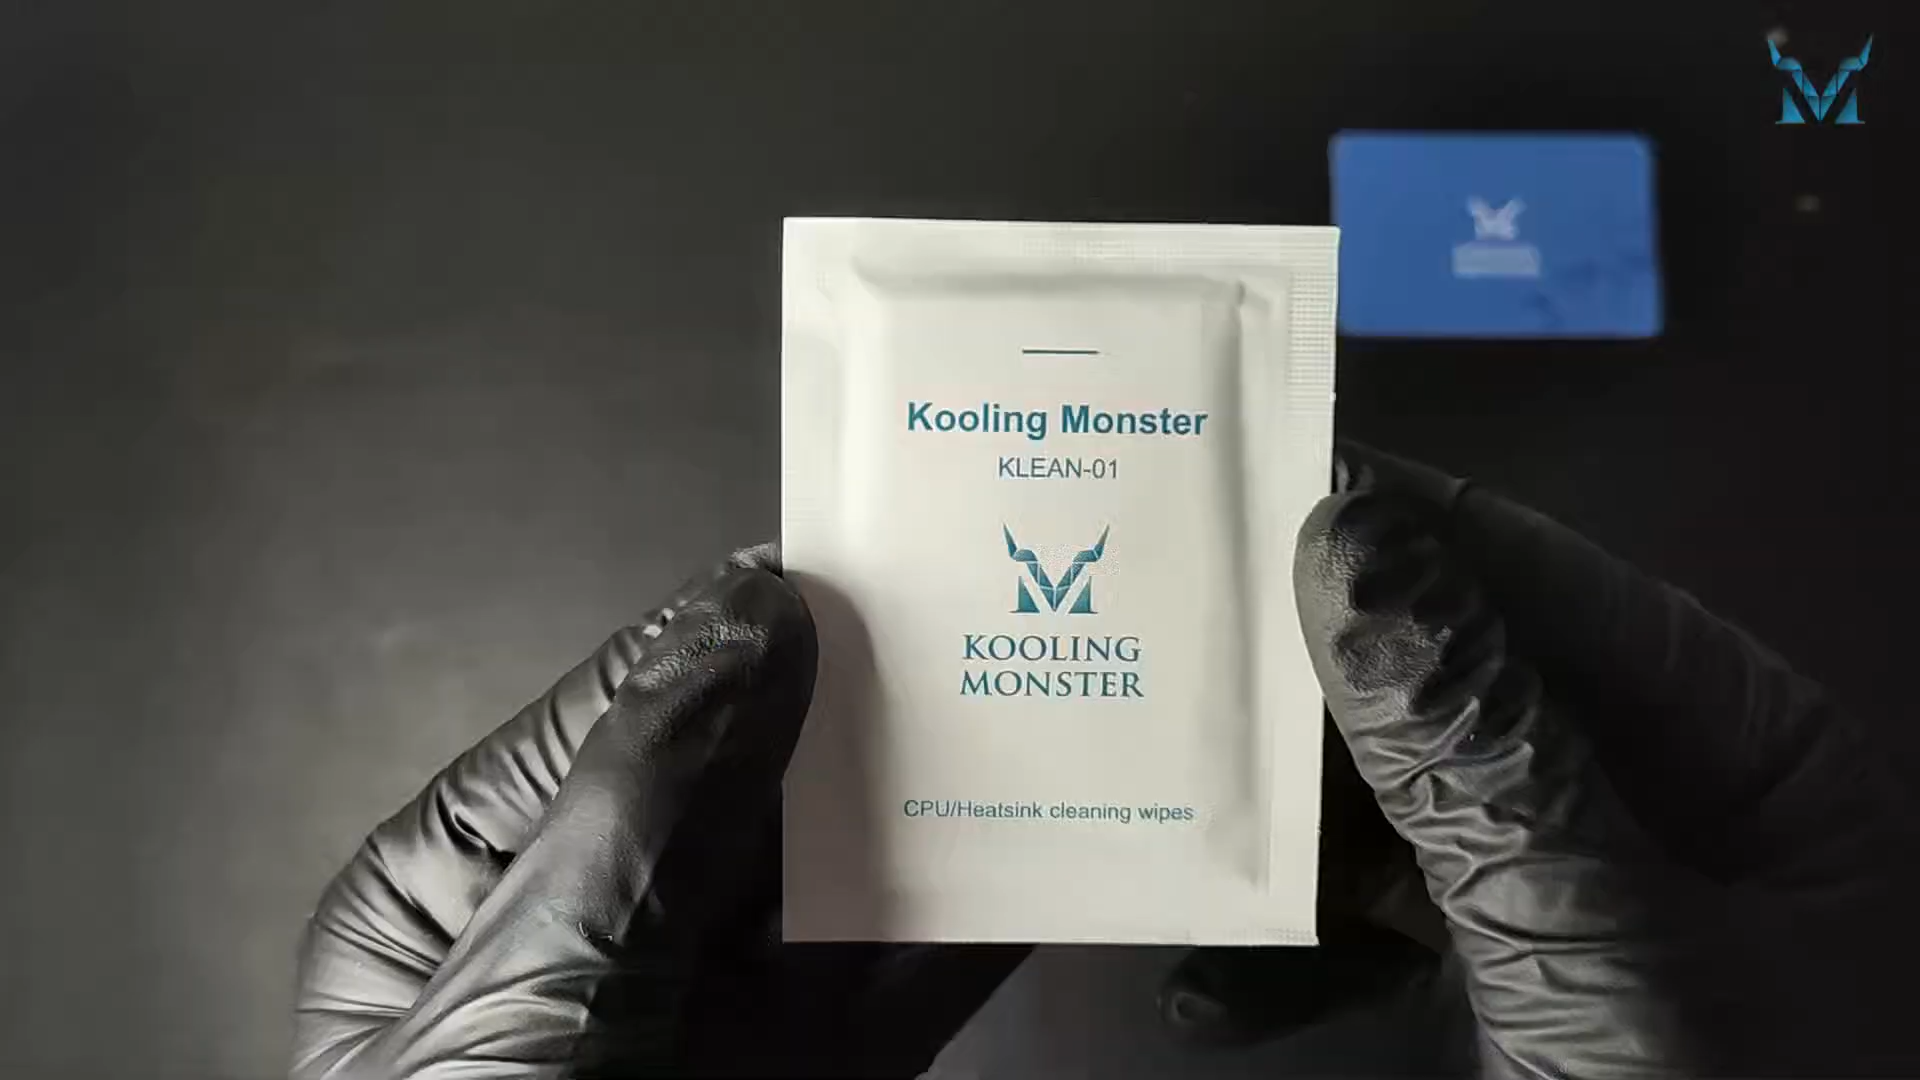 Kooling Monster
KLEAN-01
KOOLING
MONSTER
CPU/Heatsink cleaning wipes